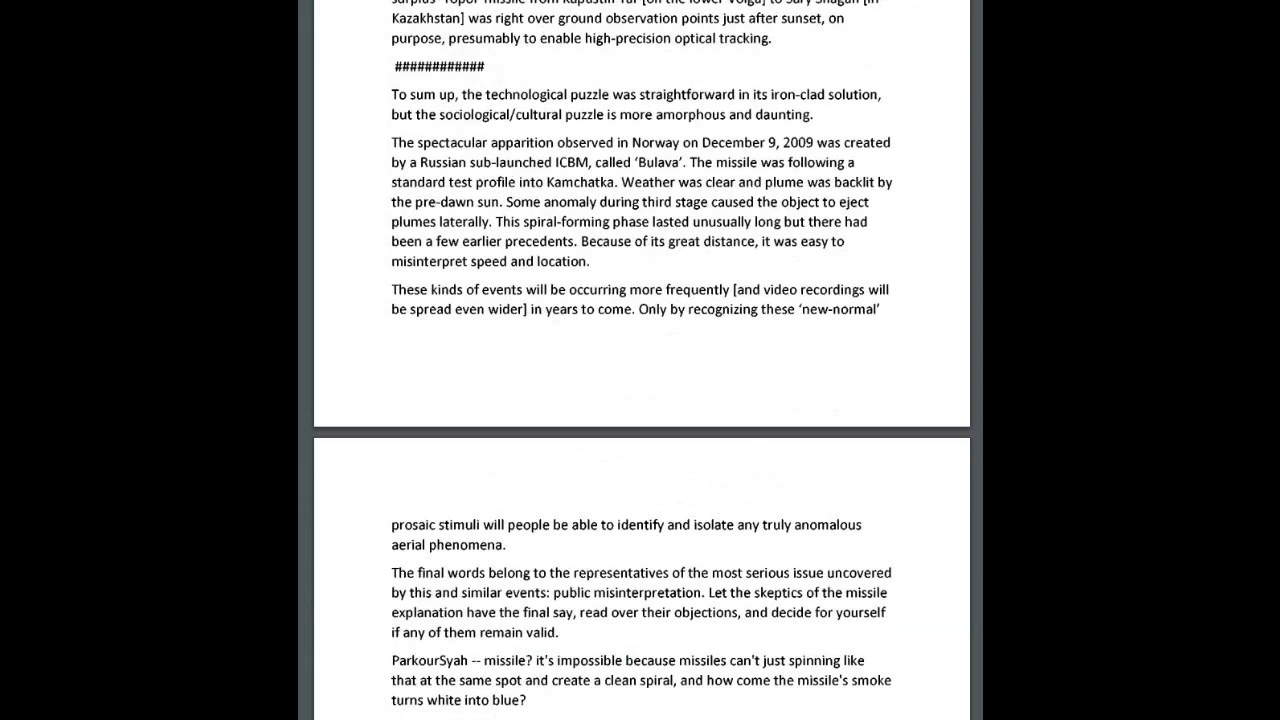 Kazakhstan] was right over ground observation points just after sunset, on
purpose, presumably to enable high-precision optical tracking.
############
To sum up, the technological puzzle was straightforward in its iron-clad solution,
but the sociological/cultural puzzle is more amorphous and daunting.
The spectacular apparition observed in Norway on December 9, 2009 was created
by a Russian sub-launched ICBM, called ‘Bulava’. The missile was following a
standard test profile into Kamchatka. Weather was clear and plume was backlit by
the pre-dawn sun. Some anomaly during third stage caused the object to eject
plumes laterally. This spiral-forming phase lasted unusually long but there had
been a few earlier precedents. Because of its great distance, it was easy to
misinterpret speed and location.
These kinds of events will be occurring more frequently [and video recordings will
be spread even wider] in years to come. Only by recognizing these ‘new-normal’
prosaic stimuli will people be able to identify and isolate any truly anomalous
aerial phenomena.
The final words belong to the representatives of the most serious issue uncovered
by this and similar events: public misinterpretation. Let the skeptics of the missile
explanation have the final say, read over their objections, and decide for yourself
if any of them remain valid.
ParkourSyah -- missile? it's impossible because missiles can't just spinning like
that at the same spot and create a clean spiral, and how come the missile's smoke
turns white into blue?